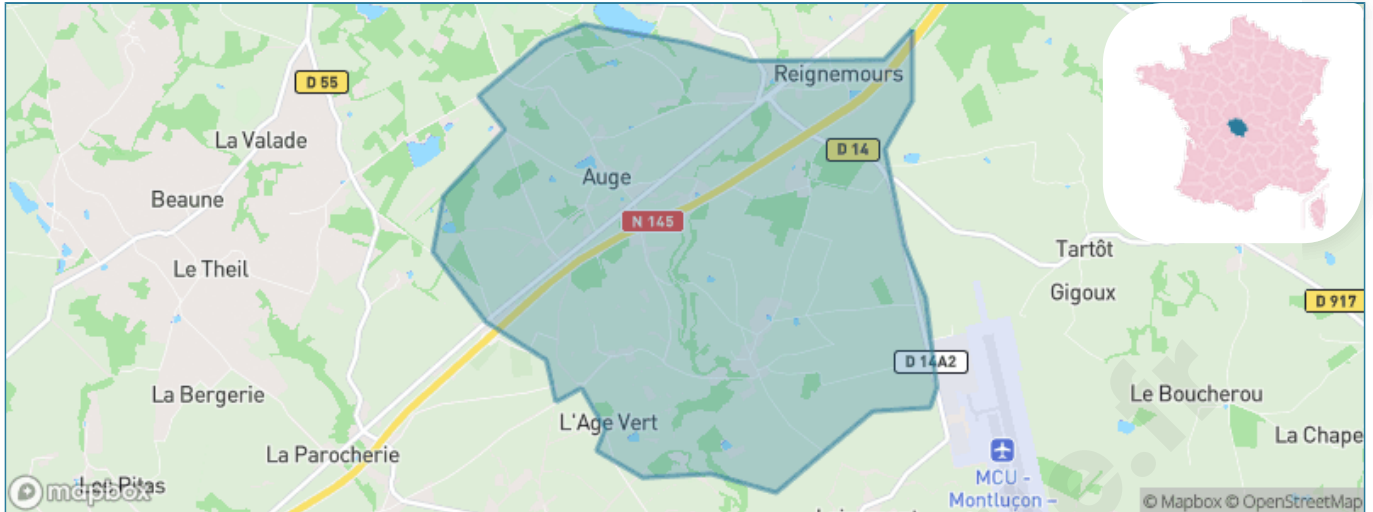 Reignemours
D 55
La Valade
D 14
Auge
Beaune
N 145
Tartôt
Le Theil
Gigoux
D 917
D 14A2
La Bergerie
Le Boucherou
L'Age Vert
La Chape
La Parocherie
MCU -
Montluçon –
mapbox
© Mapbox © OpenStreetMap